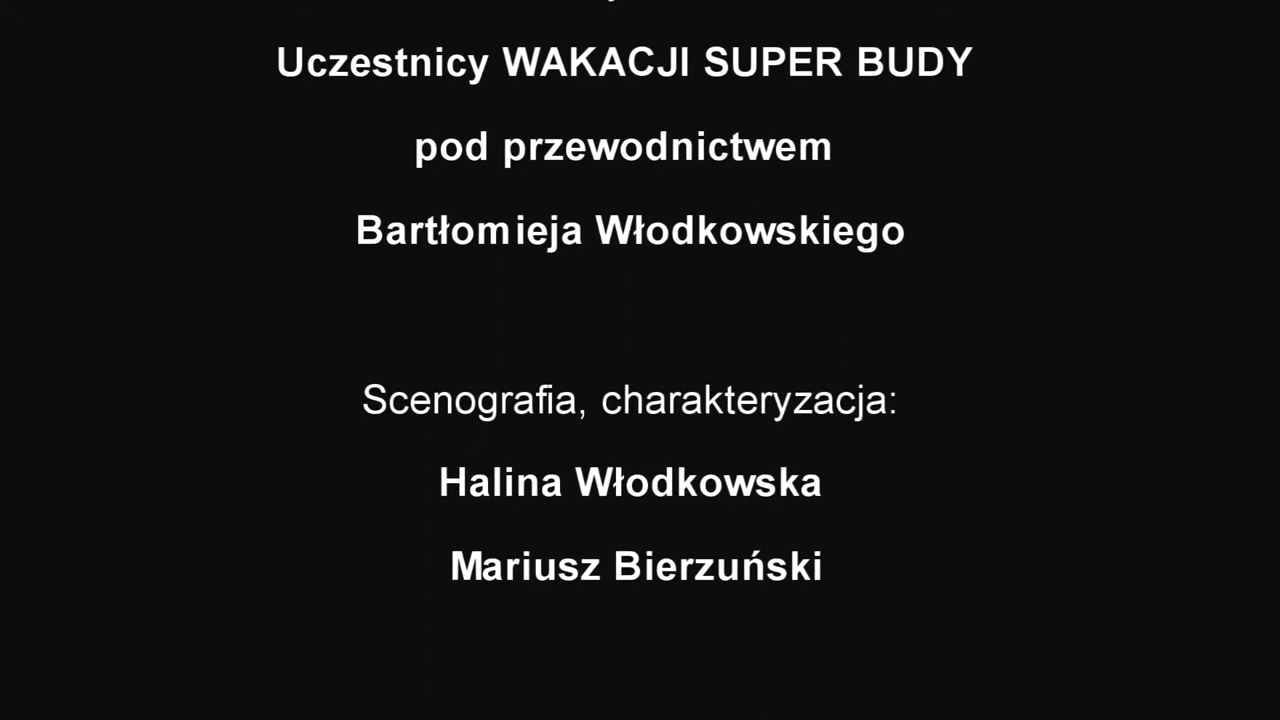 Uczestnicy WAKACJI SUPER BUDY
pod przewodnictwem
Bartłomieja Włodkowskiego
Scenografia, charakteryzacja:
Halina Włodkowska
Mariusz Bierzuński